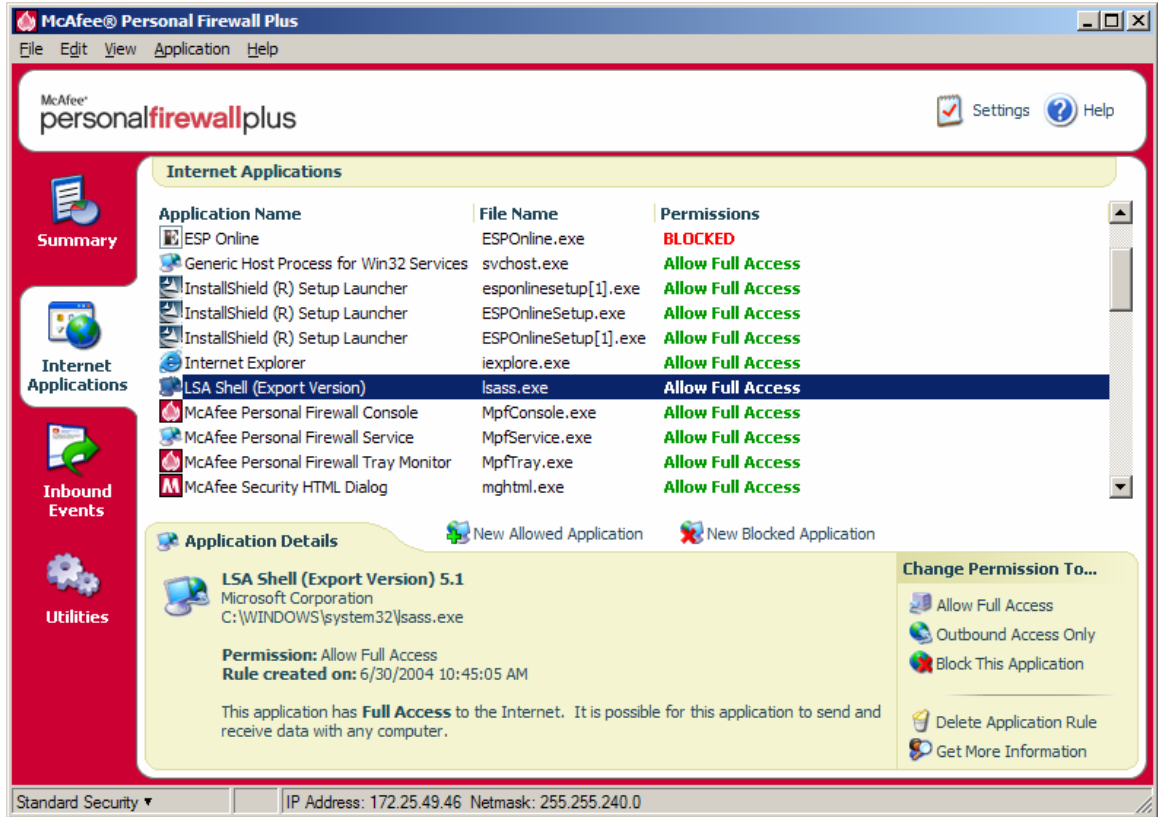 McAfee® Personal Firewall Plus
File Edit View Application Help
McAfee®
personalfirewallplus
Settings Help
Internet Applications
Application Name File Name Permissions
ESP Online ESPOnline.exe BLOCKED
Generic Host Process for Win32 Services svchost.exe Allow Full Access
InstallShield (R) Setup Launcher esponlinesetup[1].exe Allow Full Access
InstallShield (R) Setup Launcher ESPOnlineSetup.exe Allow Full Access
InstallShield (R) Setup Launcher ESPOnlineSetup[1].exe Allow Full Access
Internet Explorer iexplore.exe Allow Full Access
LSA Shell (Export Version) lsass.exe Allow Full Access
McAfee Personal Firewall Console MpfConsole.exe Allow Full Access
McAfee Personal Firewall Service MpfService.exe Allow Full Access
McAfee Personal Firewall Tray Monitor MpfTray.exe Allow Full Access
McAfee Security HTML Dialog mghtml.exe Allow Full Access
Summary
Internet
Applications
Inbound
Events
Utilities
New Allowed Application New Blocked Application
Application Details
LSA Shell (Export Version) 5.1
Microsoft Corporation
C:\WINDOWS\system32\lsass.exe
Permission: Allow Full Access
Rule created on: 6/30/2004 10:45:05 AM
This application has Full Access to the Internet. It is possible for this application to send and
receive data with any computer.
Change Permission To...
Allow Full Access
Outbound Access Only
Block This Application
Delete Application Rule
Get More Information
Standard Security IP Address: 172.25.49.46 Netmask: 255.255.240.0